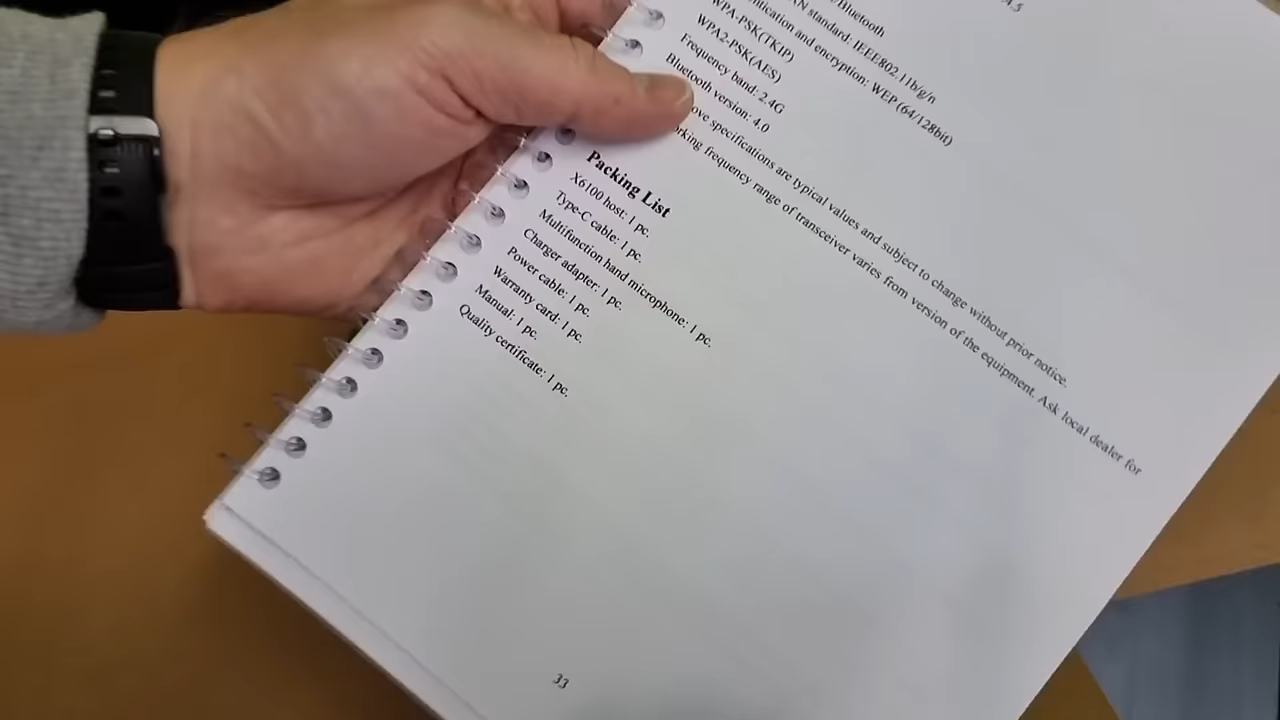 A.5
Bluetooth
standard: IEEE802.11b/g/n
and encryption: WEP (64/128bit)
WPA-PSK(TKIP)
WPA2-PSK(AES)
Frequency band: 2.4G
Bluetooth version: 4.0
specifications are typical values and subject to change without prior notice.
frequency range of transceiver varies from version of the equipment. Ask local dealer for
Packing List
X6100 host: 1 pc.
Type-C cable: 1 pc.
Multifunction hand microphone: 1 pc.
Charger adapter: 1 pc.
Power cable: 1 pc.
Warranty card: 1 pc.
Manual: 1 pc.
Quality certificate: 1 pc.
33